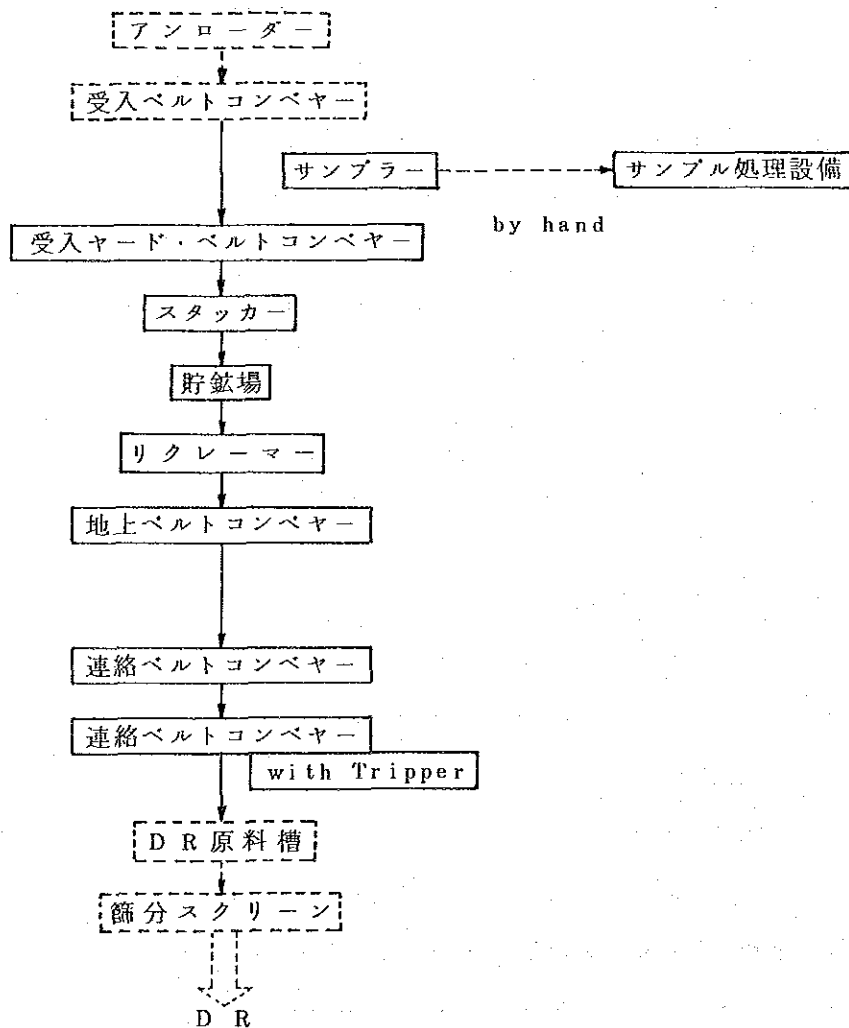 アンローダー
受入ベルトコンベヤー
サンプラー
サンプル処理設備
by hand
受入ヤード・ベルトコンベヤー
スタッカー
貯鉱場
リクレーマー
地上ベルトコンベヤー
連絡ベルトコンベヤー
連絡ベルトコンベヤー
with Tripper
DR原料槽
篩分スクリーン
DR